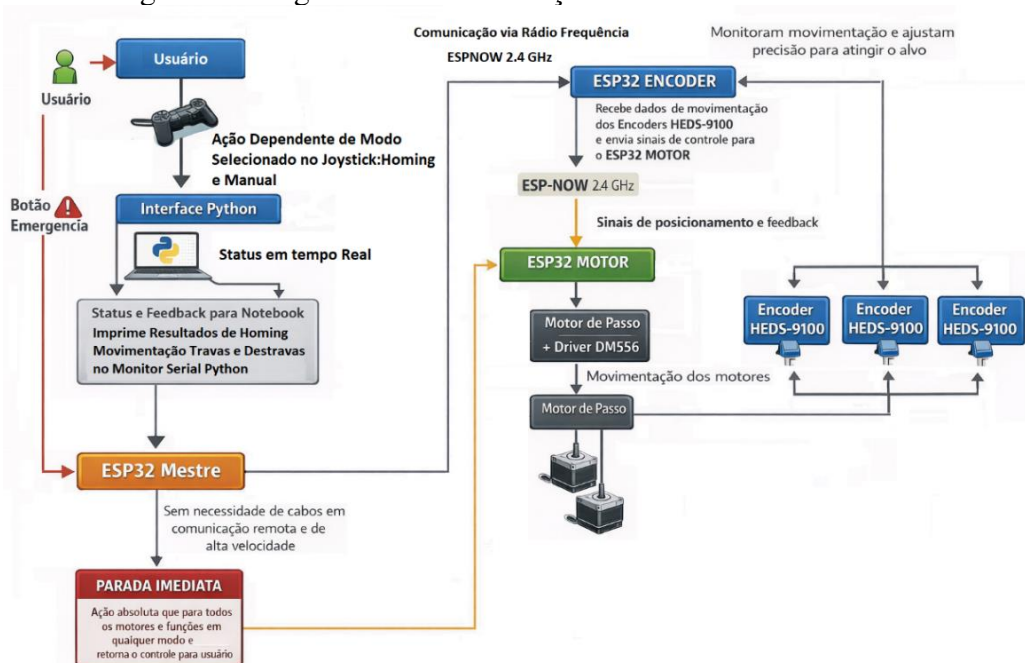 Usuário
Usuário
Botão
Emergencia
Ação Dependente de Modo
Selecionado no Joystick:Homing
e Manual
Interface Python
Status em tempo Real
Status e Feedback para Notebook
Imprime Resultados de Homing
Movimentação Travas e Destravas
no Monitor Serial Python
ESP32 Mestre
Sem necessidade de cabos em
comunicação remota e de
alta velocidade
PARADA IMEDIATA
Ação absoluta que para todos
os motores e funções em
qualquer modo e
retorna o controle para usuário
Comunicação via Rádio Frequência
ESPNOW 2.4 GHz
ESP32 ENCODER
Recebe dados de movimentação
dos Encoders HEDS-9100
e envia sinais de controle para
o ESP32 MOTOR
ESP-NOW 2.4 GHz
Sinais de posicionamento e feedback
ESP32 MOTOR
Motor de Passo
+ Driver DM556
Movimentação dos motores
Motor de Passo
Monitoram movimentação e ajustam
precisão para atingir o alvo
Encoder
HEDS-9100
Encoder
HEDS-9100
Encoder
HEDS-9100